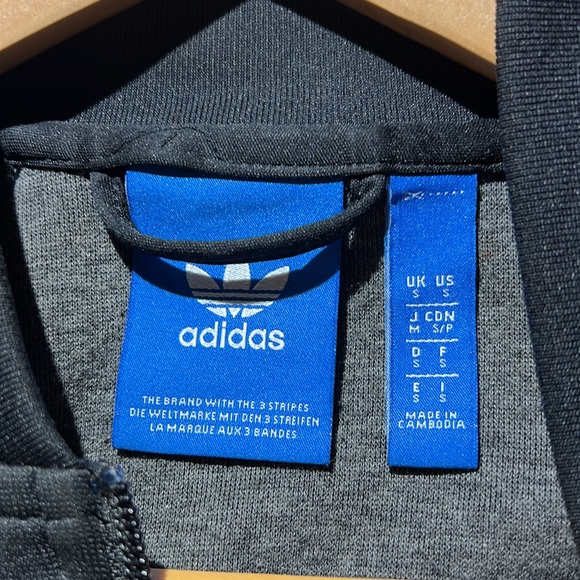 adidas
THE BRAND WITH THE 3 STRIPES
DIE WELTMARKE MIT DEN 3 STREIFEN
LA MARQUE AUX 3 BANDES
UK US
S S
J CDN
M S/P
D F
S S
E I
S S
MADE IN
CAMBODIA